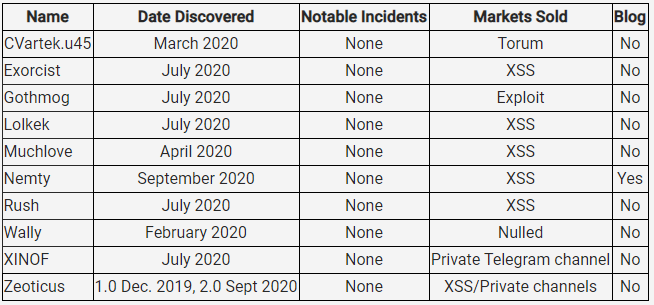 Name Date Discovered Notable Incidents Markets Sold Blog
CVartek.u45 March 2020 None Torum No
Exorcist July 2020 None XSS No
Gothmog July 2020 None Exploit No
Lolkek July 2020 None XSS No
Muchlove April 2020 None XSS No
Nemty September 2020 None XSS Yes
Rush July 2020 None XSS No
Wally February 2020 None Nulled No
XINOF July 2020 None Private Telegram channel No
Zeoticus 1.0 Dec. 2019, 2.0 Sept 2020 None XSS/Private channels No